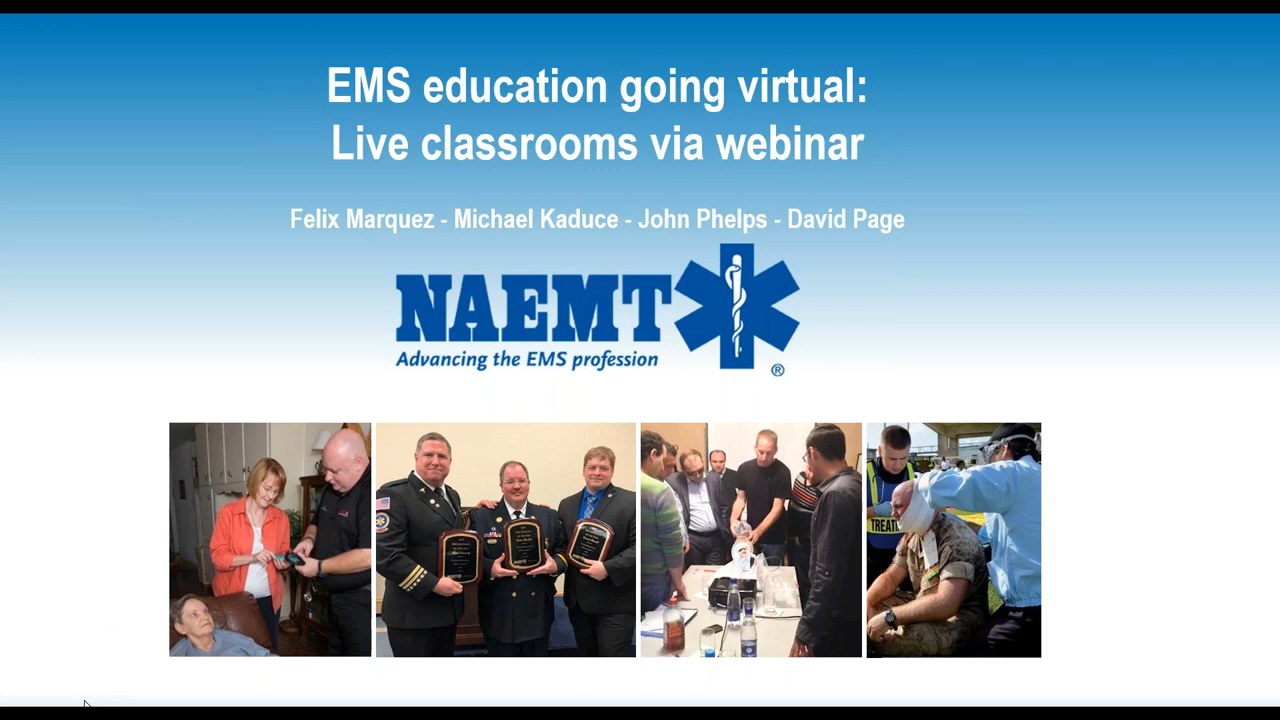 EMS education going virtual:
Live classrooms via webinar
Felix Marquez - Michael Kaduce - John Phelps - David Page
NAEMT
Advancing the EMS profession
®
TREATI